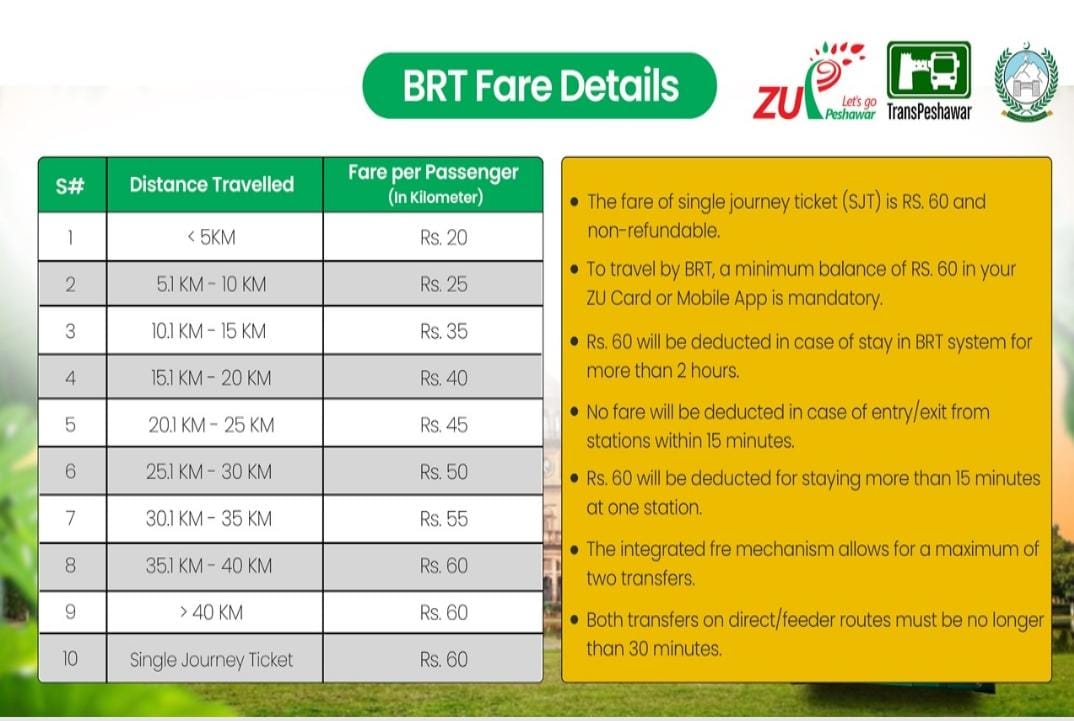 BRT Fare Details
ZU
Let's go
Peshawar
TransPeshawar
S#
Distance Travelled
Fare per Passenger
(In Kilometer)
1
< 5KM
Rs. 20
2
5.1 KM - 10 KM
Rs. 25
3
10.1 KM - 15 KM
Rs. 35
4
15.1 KM - 20 KM
Rs. 40
5
20.1 KM - 25 KM
Rs. 45
6
25.1 KM - 30 KM
Rs. 50
7
30.1 KM - 35 KM
Rs. 55
8
35.1 KM - 40 KM
Rs. 60
9
> 40 KM
Rs. 60
10
Single Journey Ticket
Rs. 60
• The fare of single journey ticket (SJT) is RS. 60 and
non-refundable.
• To travel by BRT, a minimum balance of RS. 60 in your
ZU Card or Mobile App is mandatory.
• Rs. 60 will be deducted in case of stay in BRT system for
more than 2 hours.
• No fare will be deducted in case of entry/exit from
stations within 15 minutes.
• Rs. 60 will be deducted for staying more than 15 minutes
at one station.
• The integrated fre mechanism allows for a maximum of
two transfers.
• Both transfers on direct/feeder routes must be no longer
than 30 minutes.